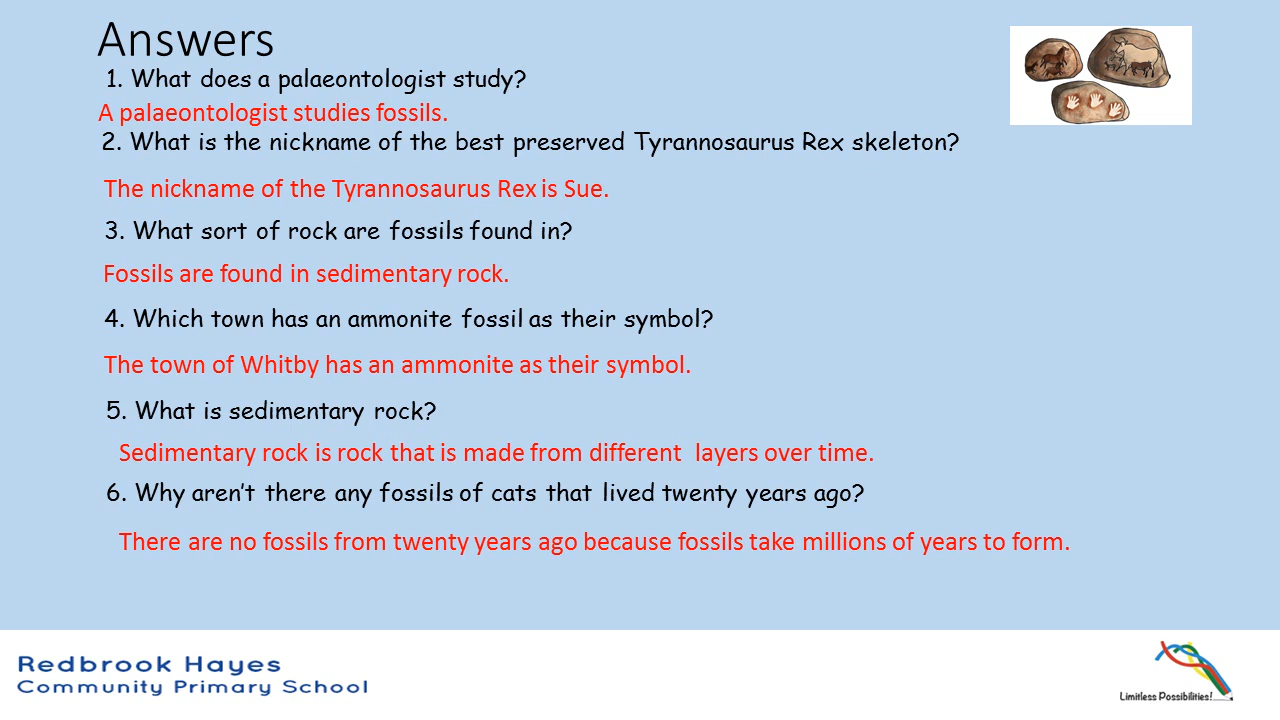 Answers
1. What does a palaeontologist study?
A palaeontologist studies fossils.
2. What is the nickname of the best preserved Tyrannosaurus Rex skeleton?
The nickname of the Tyrannosaurus Rex is Sue.
3. What sort of rock are fossils found in?
Fossils are found in sedimentary rock.
4. Which town has an ammonite fossil as their symbol?
The town of Whitby has an ammonite as their symbol.
5. What is sedimentary rock?
Sedimentary rock is rock that is made from different  layers over time.
6. Why aren’t there any fossils of cats that lived twenty years ago?
There are no fossils from twenty years ago because fossils take millions of years to form.
Redbrook Hayes
Community Primary School
Limitless Possibilities!